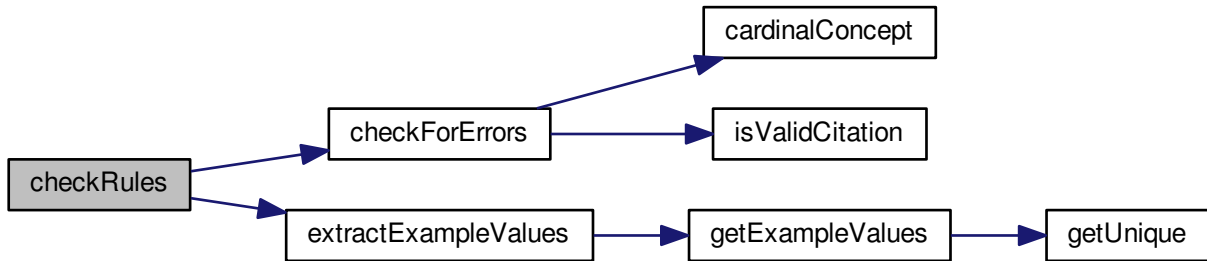 cardinalConcept
checkForErrors
isValidCitation
checkRules
extractExampleValues
getExampleValues
getUnique